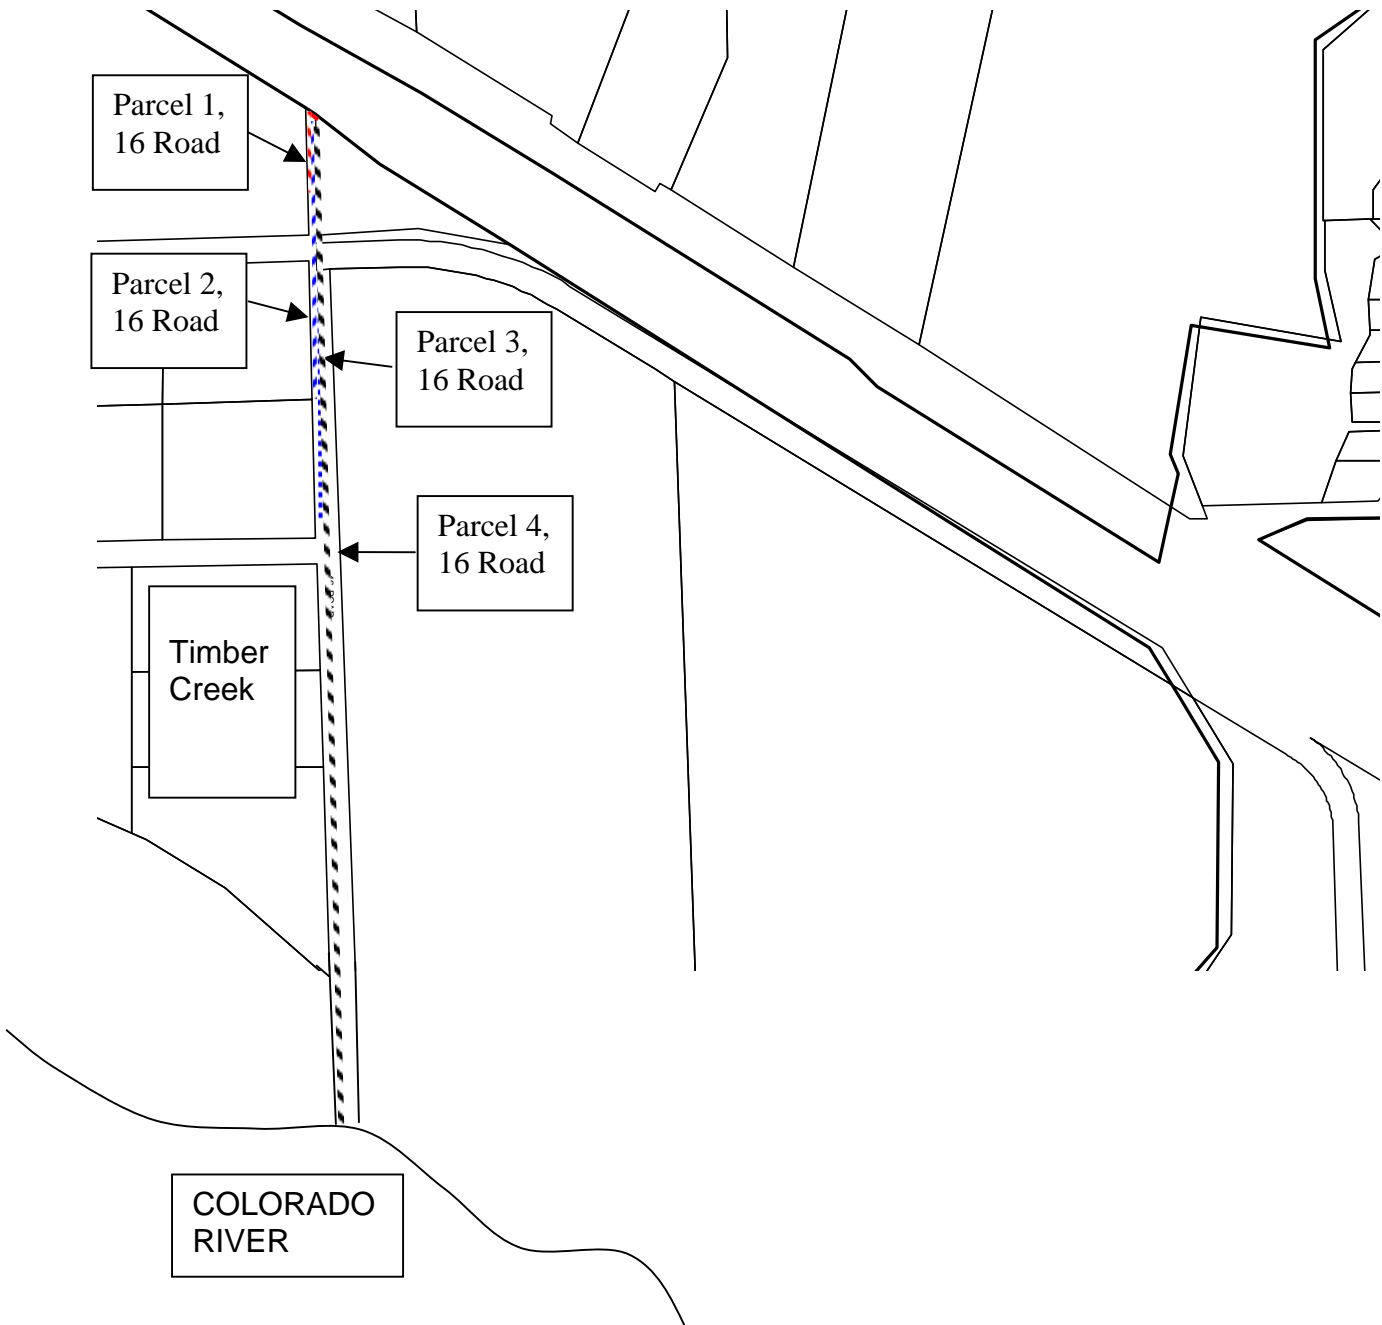 Parcel 1,
16 Road
Parcel 2,
16 Road
Parcel 3,
16 Road
Parcel 4,
16 Road
Timber
Creek
COLORADO
RIVER